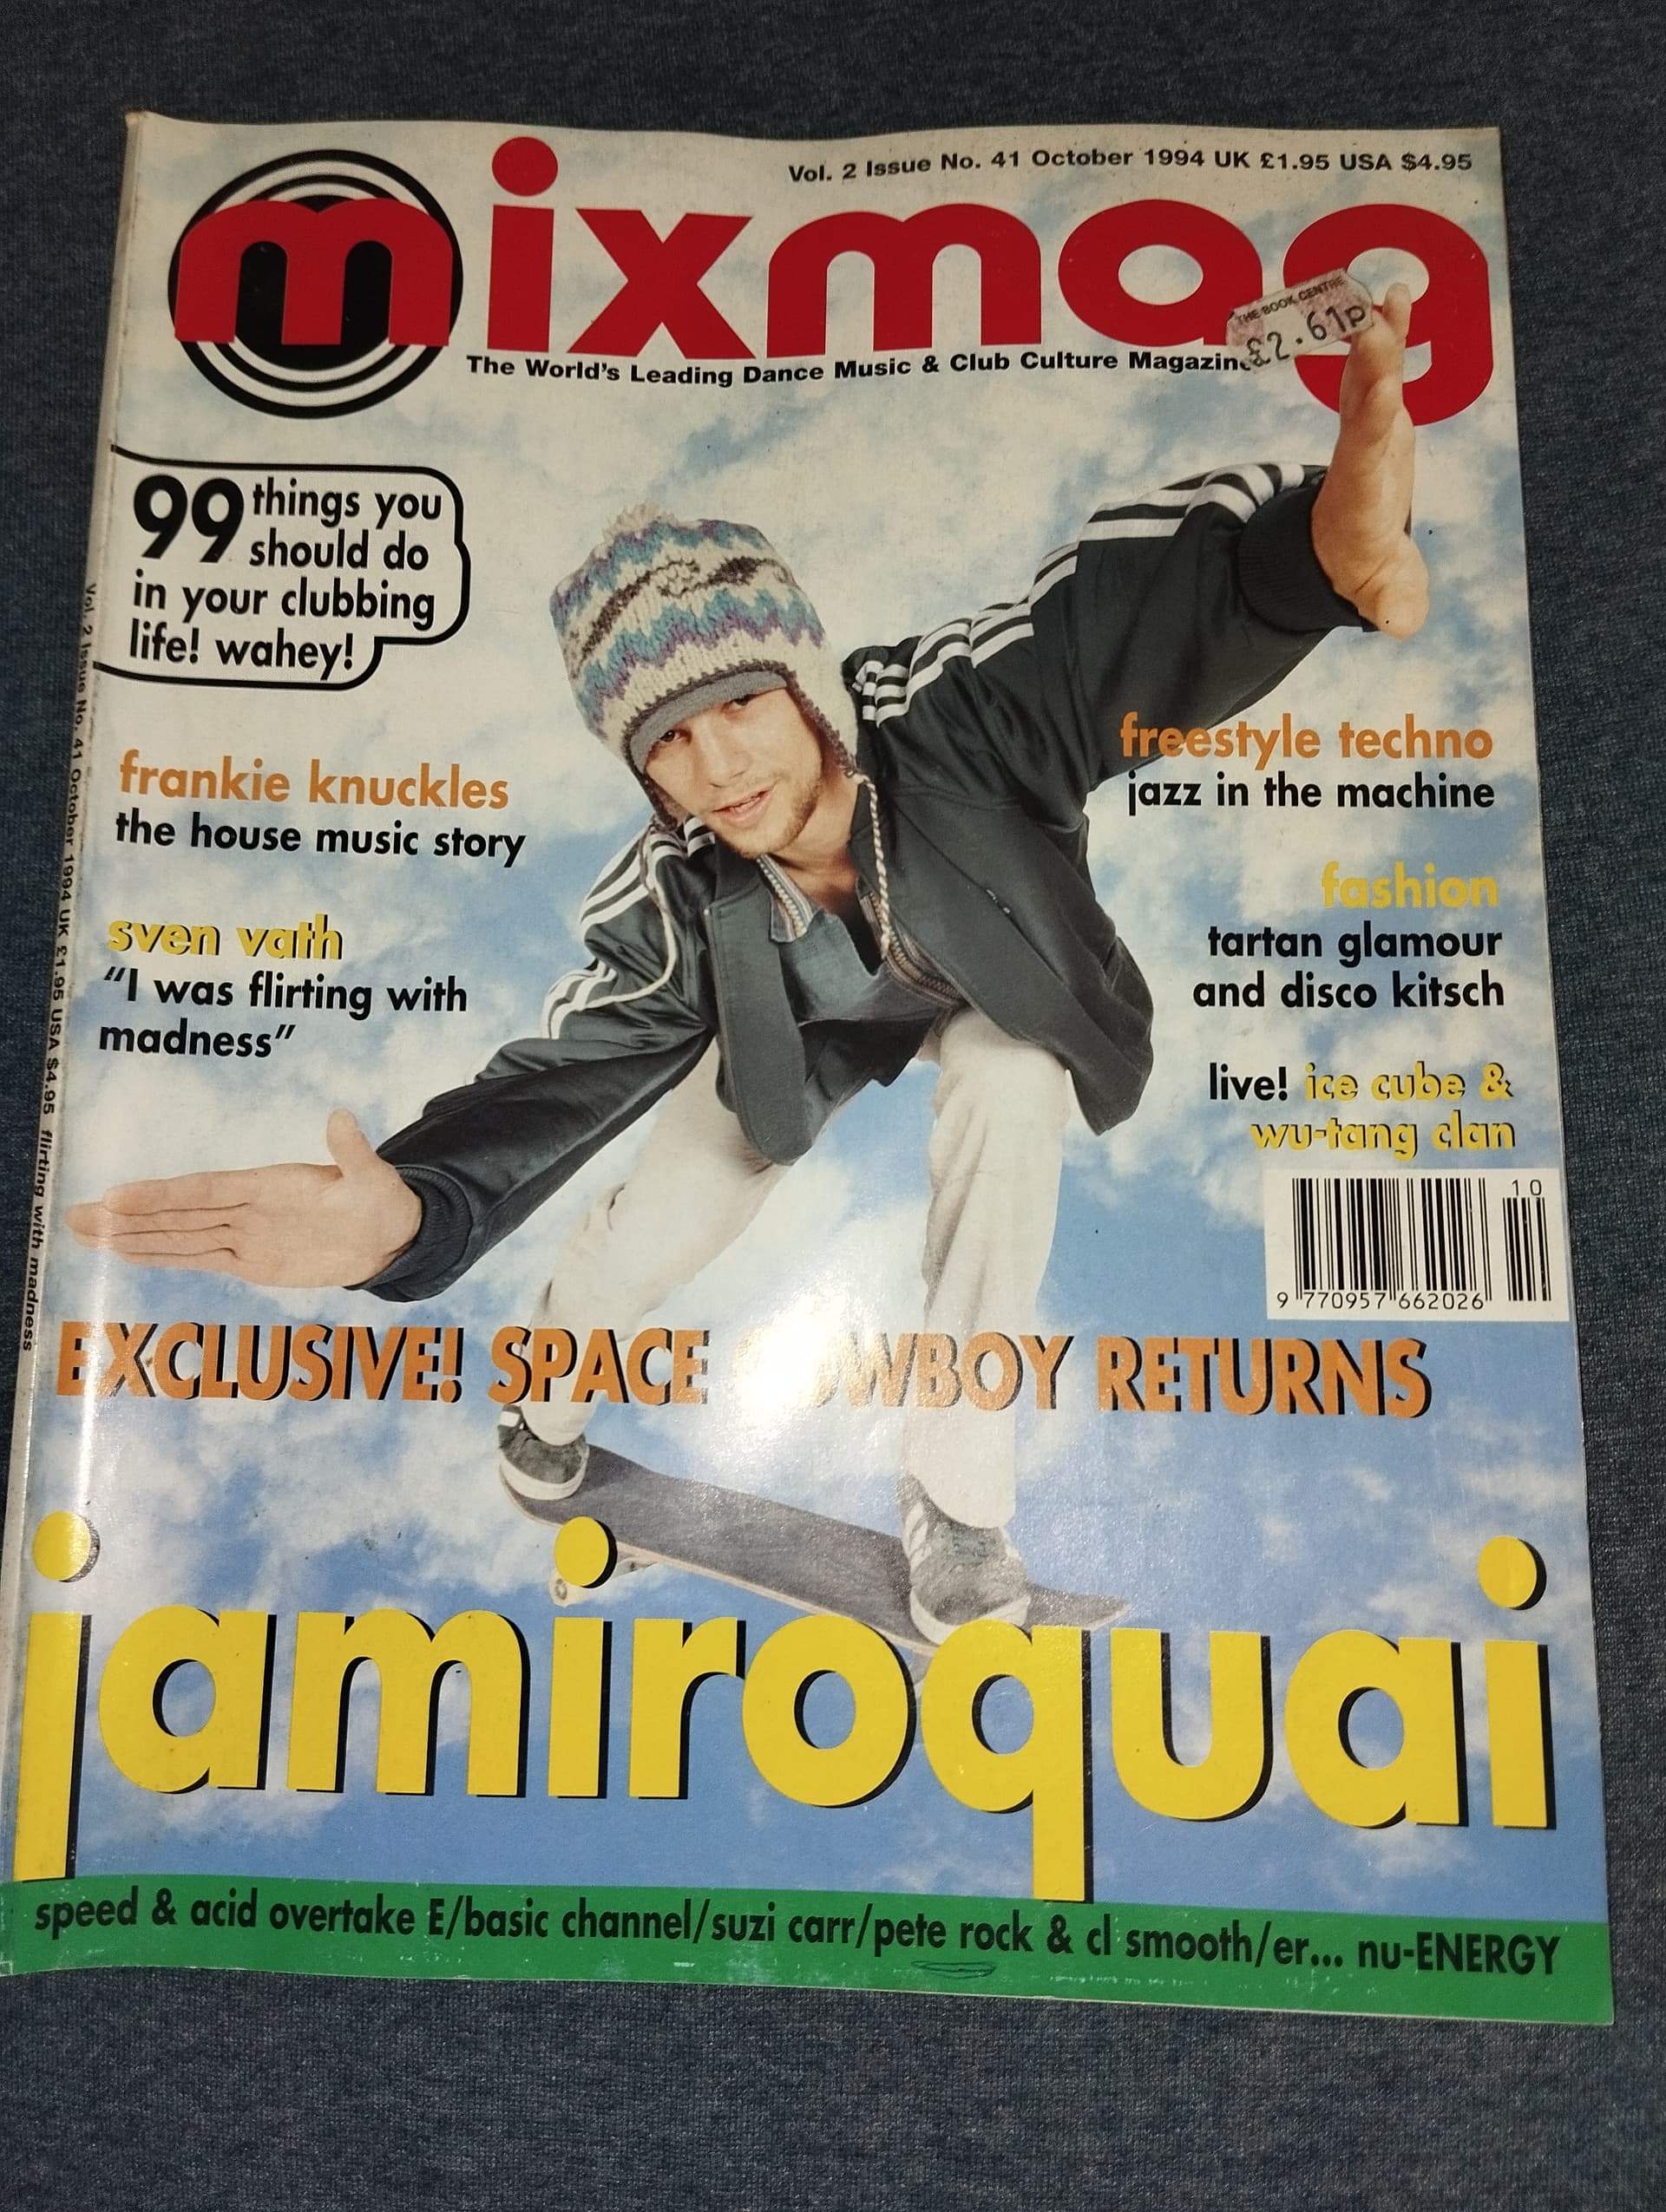 Vol. 2 Issue No. 41 October 1994 UK £1.95 USA $4.95
mixmag
THE BOOK CENTRE
£2.61p
The World's Leading Dance Music & Club Culture Magazine
99 things you
should do
in your clubbing
life! wahey!
frankie knuckles
the house music story
sven vath
"I was flirting with
madness"
freestyle techno
jazz in the machine
fashion
tartan glamour
and disco kitsch
live! ice cube &
wu-tang clan
10
9 770957 662026
EXCLUSIVE! SPACE COWBOY RETURNS
jamiroquai
speed & acid overtake E/basic channel/suzi carr/pete rock & cl smooth/er... nu-ENERGY
Vol. 2 Issue No. 41 October 1994 UK £1.95 USA $4.95 flirting with madness